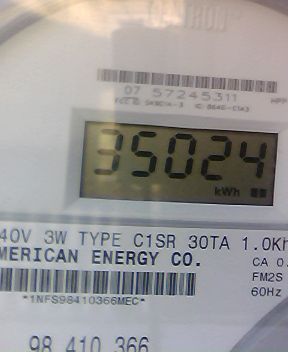 07 57245311
35024
kWh
40V 3W TYPE C1SR 30TA 1.0Kh
MERICAN ENERGY CO.
CA 0.
FM2S
60Hz
*1NFS98410366MEC*
98 410 366